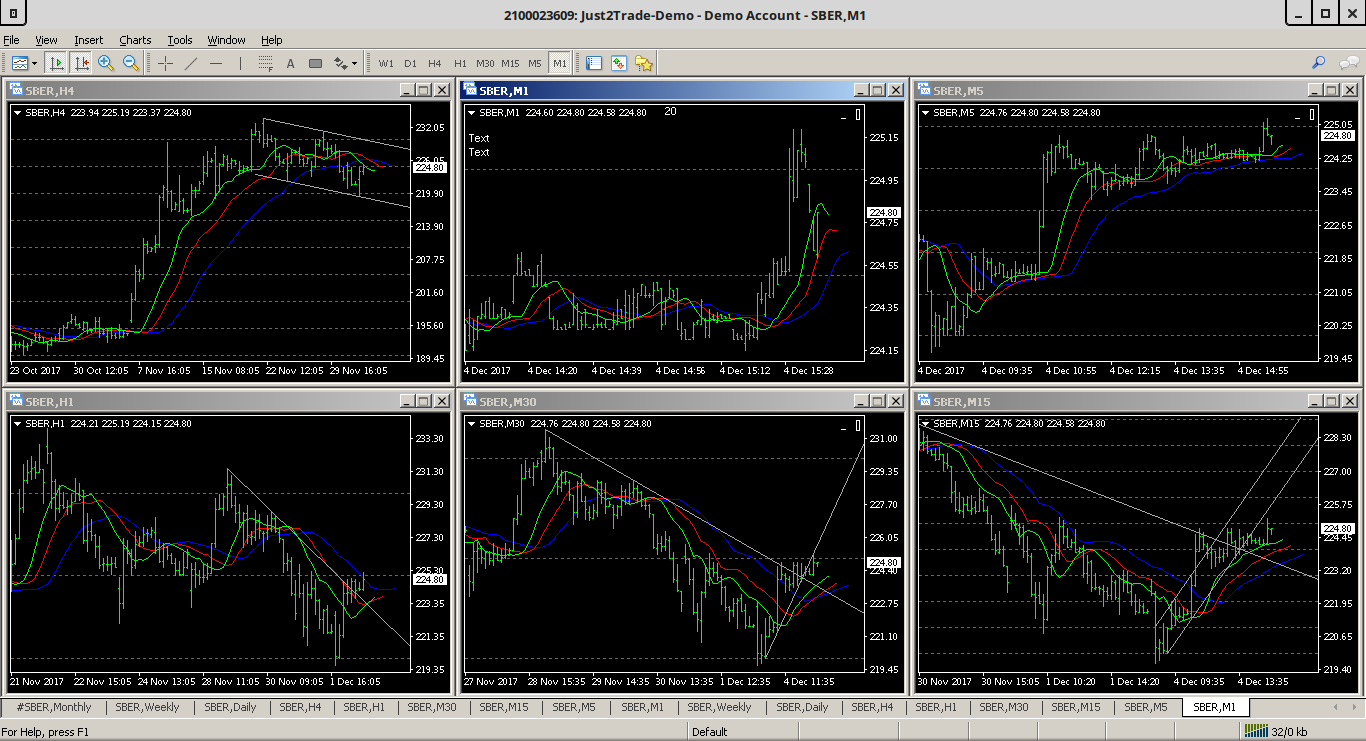 2100023609: Just2Trade-Demo - Demo Account - SBER,M1
File View Insert Charts Tools Window Help
A W1 D1 H4 H1 M30 M15 M5 M1
SBER,H4
SBER,H4 223.94 225.19 223.37 224.80
232.05
226.05
224.80
219.90
213.90
207.75
201.60
195.60
189.45
23 Oct 2017 30 Oct 12:05 7 Nov 16:05 15 Nov 08:05 22 Nov 12:05 29 Nov 16:05
SBER,M1
SBER,M1 224.60 224.80 224.58 224.80 20
Text
Text
225.15
224.95
224.80
224.75
224.55
224.35
224.15
4 Dec 2017 4 Dec 14:20 4 Dec 14:39 4 Dec 14:56 4 Dec 15:12 4 Dec 15:28
SBER,M5
SBER,M5 224.76 224.80 224.58 224.80
225.05
224.80
224.25
223.45
222.65
221.85
221.05
220.25
219.45
4 Dec 2017 4 Dec 09:35 4 Dec 10:55 4 Dec 12:15 4 Dec 13:35 4 Dec 14:55
SBER,H1
SBER,H1 224.21 225.19 224.15 224.80
233.30
231.30
229.30
227.30
225.30
224.80
223.35
221.35
219.35
21 Nov 2017 22 Nov 15:05 24 Nov 13:05 28 Nov 11:05 30 Nov 09:05 1 Dec 16:05
SBER,M30
SBER,M30 224.76 224.80 224.58 224.80
231.00
229.35
227.70
226.05
224.80
224.40
222.75
221.10
219.45
27 Nov 2017 28 Nov 15:35 29 Nov 14:35 30 Nov 13:35 1 Dec 12:35 4 Dec 11:35
SBER,M15
SBER,M15 224.76 224.80 224.58 224.80
228.30
227.00
225.75
224.80
224.45
223.20
221.95
220.65
219.40
30 Nov 2017 30 Nov 15:05 1 Dec 10:20 1 Dec 14:20 4 Dec 09:35 4 Dec 13:35
#SBER,Monthly SBER,Weekly SBER,Daily SBER,H4 SBER,H1 SBER,M30 SBER,M15 SBER,M5 SBER,M1 SBER,Weekly SBER,Daily SBER,H4 SBER,H1 SBER,M30 SBER,M15 SBER,M5 SBER,M1
For Help, press F1 Default 32/0 kb